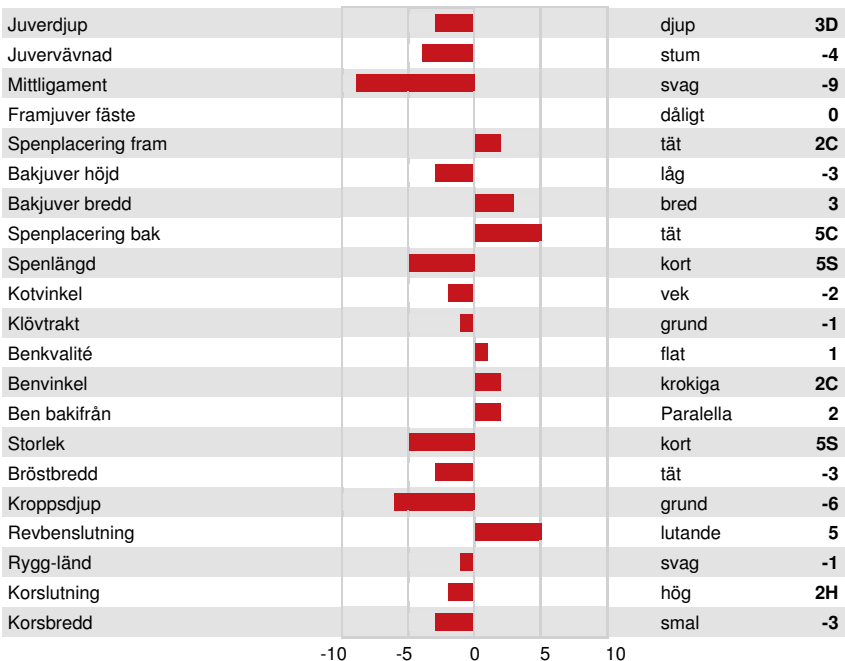 Juverdjup djup 3D
Juvervävnad stum -4
Mittligament svag -9
Framjuver fäste dåligt 0
Spenplacering fram tät 2C
Bakjuver höjd låg -3
Bakjuver bredd bred 3
Spenplacering bak tät 5C
Spenlängd kort 5S
Kotvinkel vek -2
Klövtrakt grund -1
Benkvalité flat 1
Benvinkel krokiga 2C
Ben bakifrån Paralella 2
Storlek kort 5S
Bröstbredd tät -3
Kroppsdjup grund -6
Revbenslutning lutande 5
Rygg-länd svag -1
Korslutning hög 2H
Korsbredd smal -3
-10 -5 0 5 10